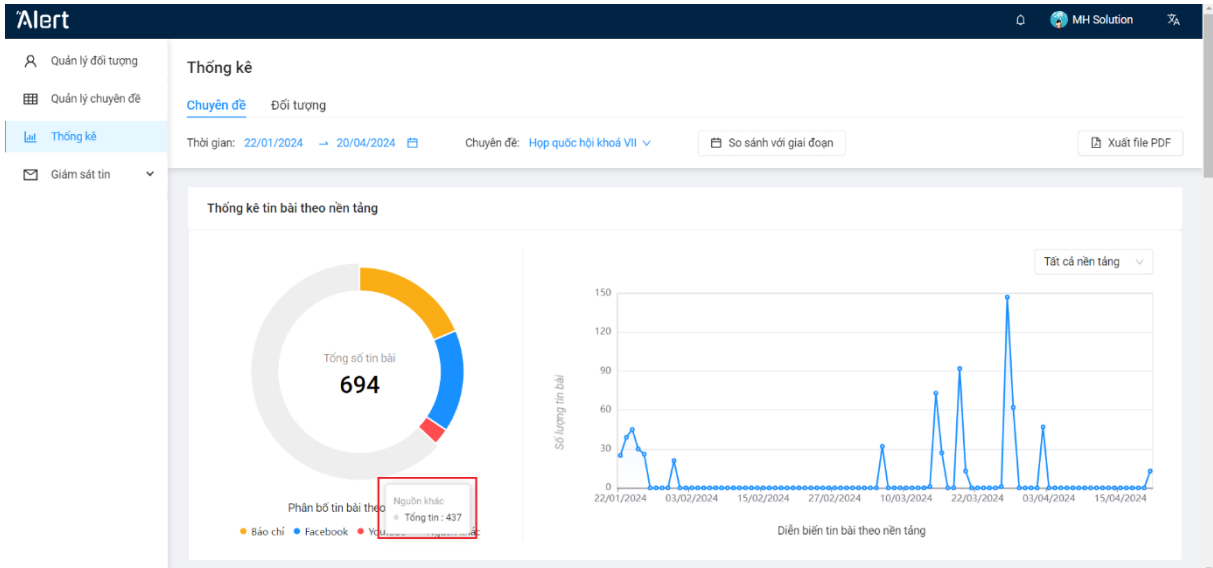 Alert
MH Solution
Quản lý đối tượng
Quản lý chuyên đề
Thống kê
Giám sát tin
Thống kê
Chuyên đề Đối tượng
Thời gian: 22/01/2024 → 20/04/2024 Chuyên đề: Họp quốc hội khoá VII So sánh với giai đoạn Xuất file PDF
Thống kê tin bài theo nền tảng
Tổng số tin bài
694
Nguồn khác
Tổng tin : 437
Phân bố tin bài theo
Báo chí Facebook
Tất cả nền tảng
Số lượng tin bài
150
120
90
60
30
0
22/01/2024 03/02/2024 15/02/2024 27/02/2024 10/03/2024 22/03/2024 03/04/2024 15/04/2024
Diễn biến tin bài theo nền tảng